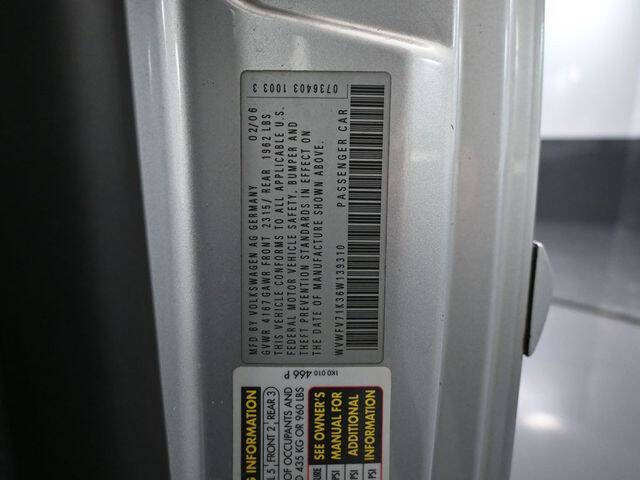 MFD BY VOLKSWAGEN AG GERMANY 02/06 0736403 1003 3
GVWR 4167 GAWR FRONT 2315/ REAR 1962 LBS
THIS VEHICLE CONFORMS TO ALL APPLICABLE U.S.
FEDERAL MOTOR VEHICLE SAFETY, BUMPER AND
THEFT PREVENTION STANDARDS IN EFFECT ON
THE DATE OF MANUFACTURE SHOWN ABOVE.
WVWFV71K36W139310 PASSENGER CAR
1K0 010 466 P
INFORMATION
5, FRONT 2, REAR 3
OF OCCUPANTS AND
435 KG OR 960 LBS
SEE OWNER'S
MANUAL FOR
ADDITIONAL
INFORMATION
PSI
PSI
PSI